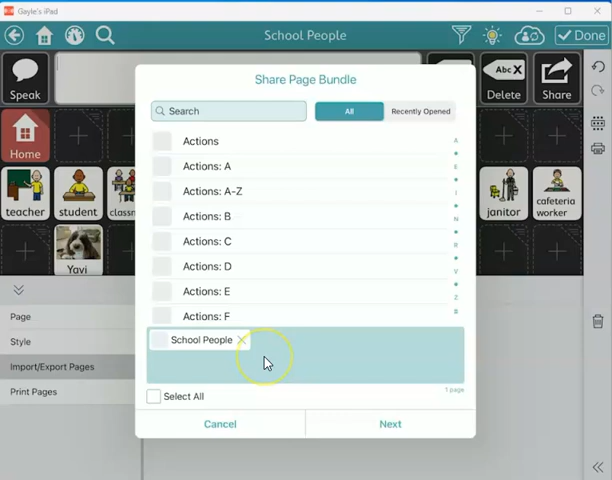 Gayle's iPad
School People
Done
Speak
Abc X
Delete
Share
Home
teacher
student
classr
janitor
cafeteria
worker
Yavi
Share Page Bundle
Search
All
Recently Opened
Actions
Actions: A
Actions: A-Z
Actions: B
Actions: C
Actions: D
Actions: E
Actions: F
A
E
I
N
R
V
Z
#
School People
1 page
Select All
Cancel
Next
Page
Style
Import/Export Pages
Print Pages